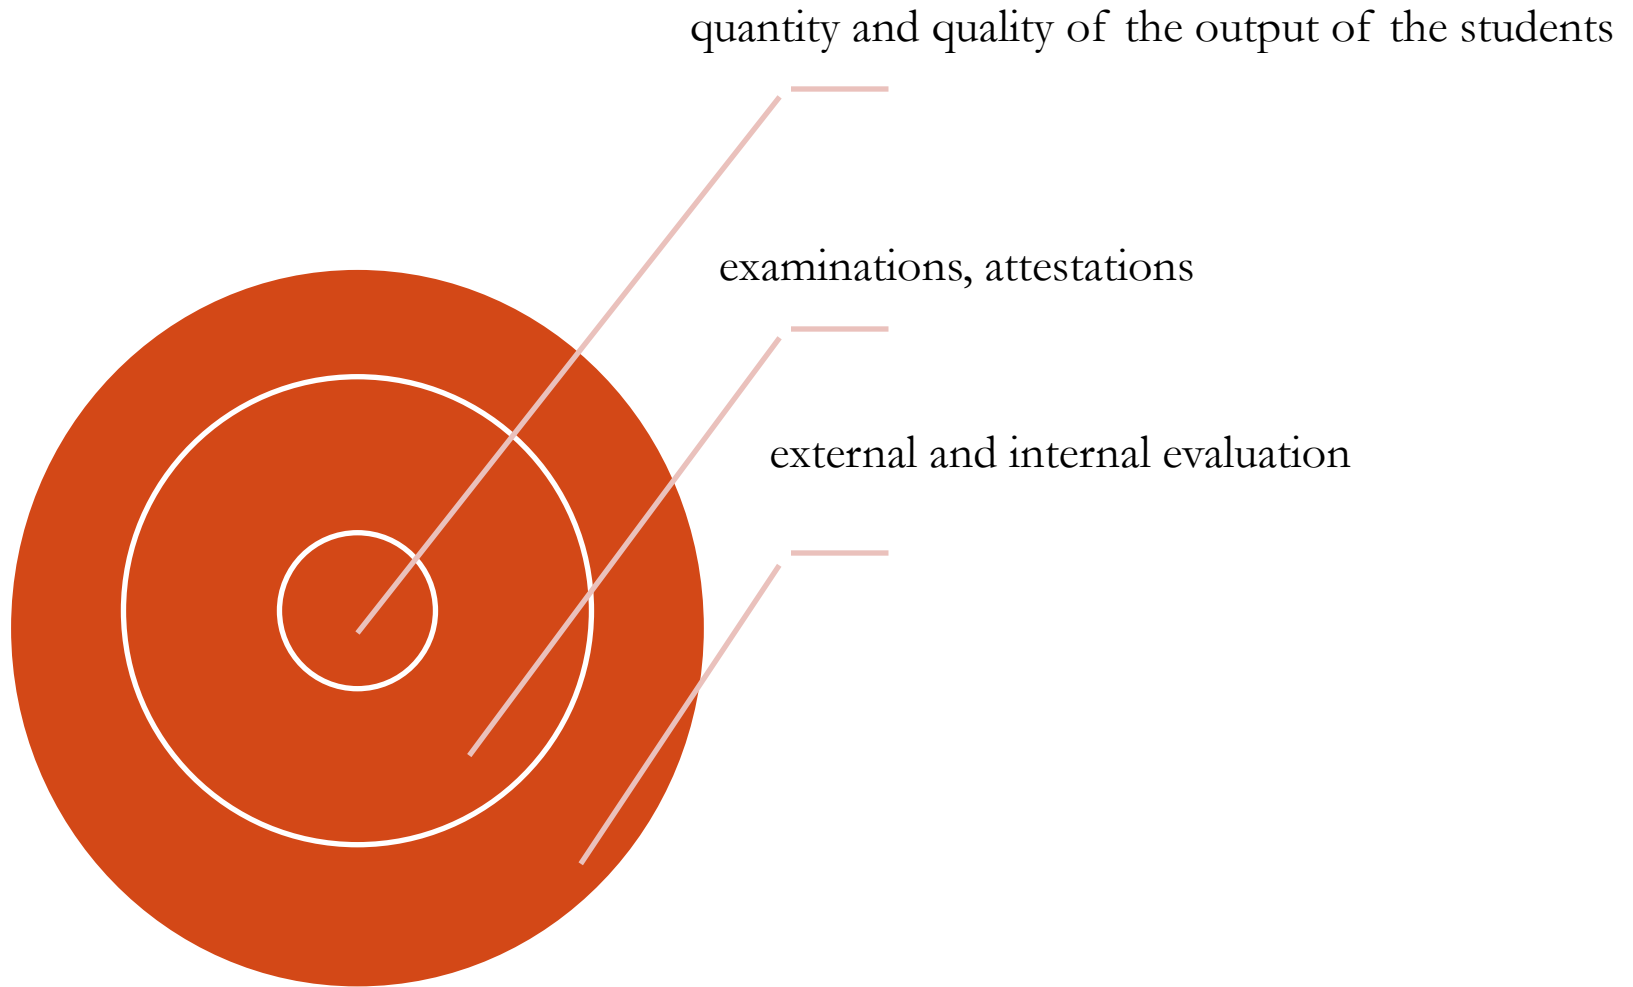 quantity and quality of the output of the students
examinations, attestations
external and internal evaluation